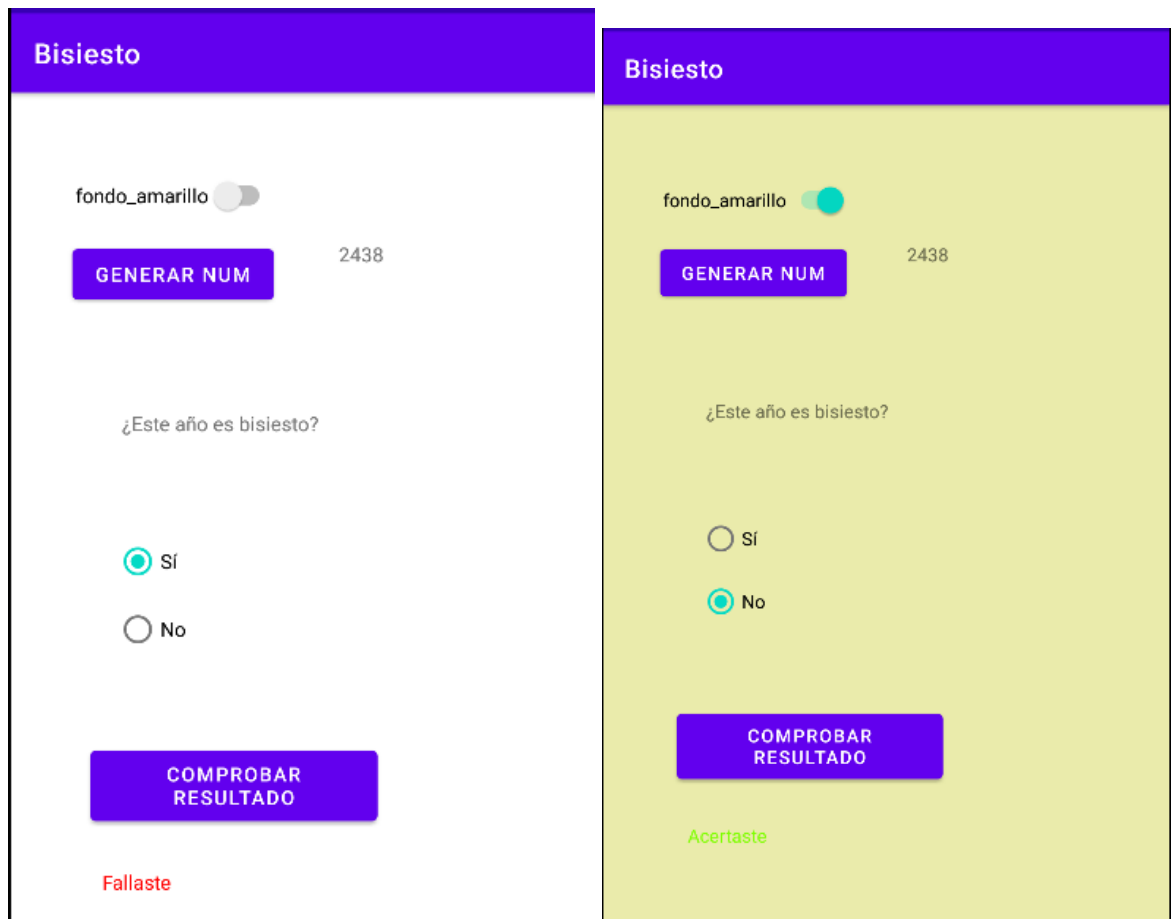 Bisiesto
fondo_amarillo
GENERAR NUM
2438
¿Este año es bisiesto?
Sí
No
COMPROBAR
RESULTADO
Fallaste
Bisiesto
fondo_amarillo
GENERAR NUM
2438
¿Este año es bisiesto?
Sí
No
COMPROBAR
RESULTADO
Acertaste